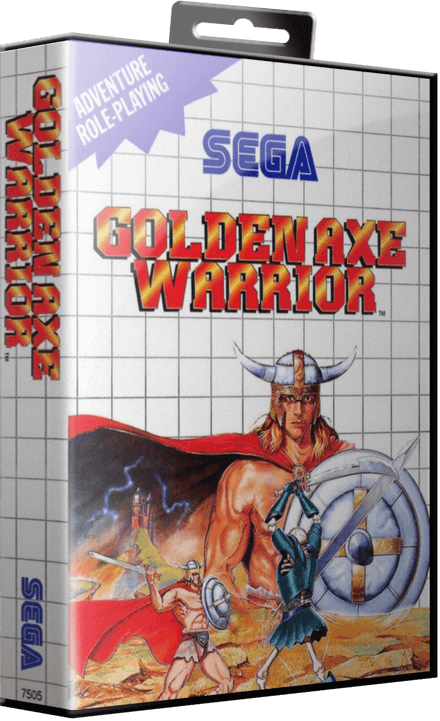 ADVENTURE
ROLE-PLAYING
SEGA
GOLDEN AXE
WARRIOR
TM
GOLDEN AXE
WARRIOR
TM
SEGA
7505